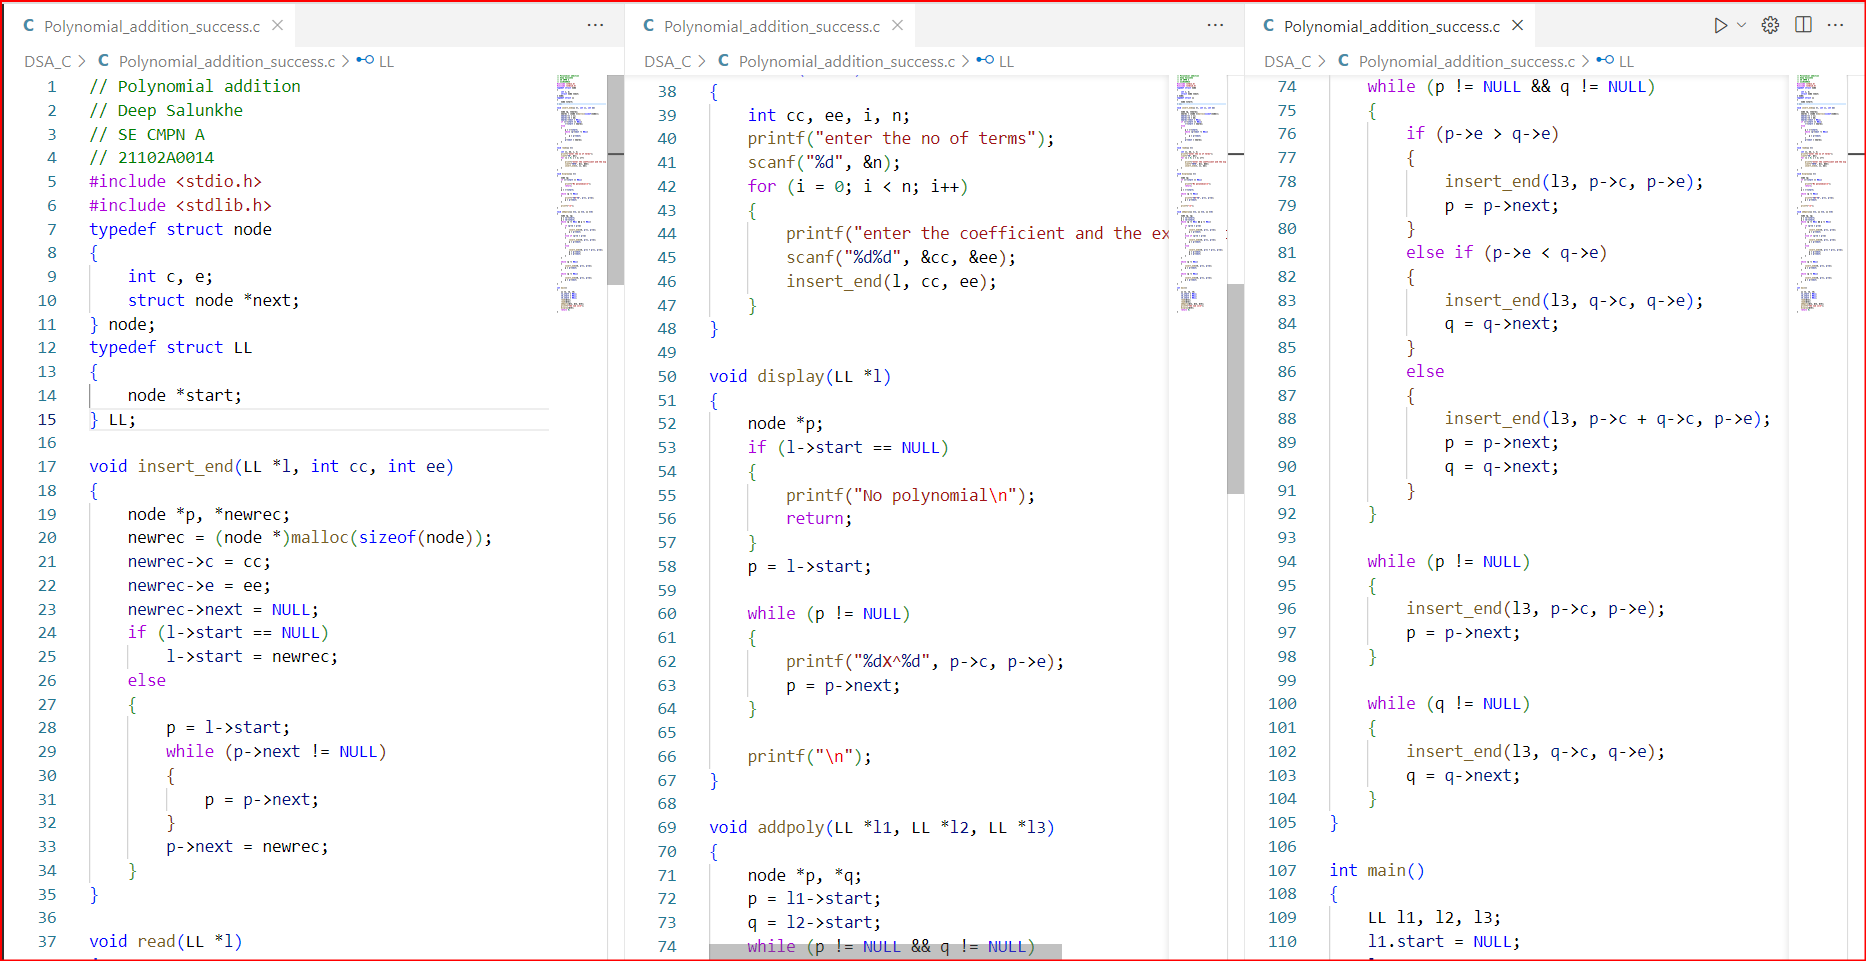 Polynomial_addition_success.c
DSA_C > C Polynomial_addition_success.c > LL
1 // Polynomial addition
2 // Deep Salunkhe
3 // SE CMPN A
4 // 21102A0014
5 #include <stdio.h>
6 #include <stdlib.h>
7 typedef struct node
8 {
9 int c, e;
10 struct node *next;
11 } node;
12 typedef struct LL
13 {
14 node *start;
15 } LL;
16
17 void insert_end(LL *l, int cc, int ee)
18 {
19 node *p, *newrec;
20 newrec = (node *)malloc(sizeof(node));
21 newrec->c = cc;
22 newrec->e = ee;
23 newrec->next = NULL;
24 if (l->start == NULL)
25 l->start = newrec;
26 else
27 {
28 p = l->start;
29 while (p->next != NULL)
30 {
31 p = p->next;
32 }
33 p->next = newrec;
34 }
35 }
36
37 void read(LL *l)
Polynomial_addition_success.c
DSA_C > C Polynomial_addition_success.c > LL
38 {
39 int cc, ee, i, n;
40 printf("enter the no of terms");
41 scanf("%d", &n);
42 for (i = 0; i < n; i++)
43 {
44 printf("enter the coefficient and the ex
45 scanf("%d%d", &cc, &ee);
46 insert_end(l, cc, ee);
47 }
48 }
49
50 void display(LL *l)
51 {
52 node *p;
53 if (l->start == NULL)
54 {
55 printf("No polynomial\n");
56 return;
57 }
58 p = l->start;
59
60 while (p != NULL)
61 {
62 printf("%dX^%d", p->c, p->e);
63 p = p->next;
64 }
65
66 printf("\n");
67 }
68
69 void addpoly(LL *l1, LL *l2, LL *l3)
70 {
71 node *p, *q;
72 p = l1->start;
73 q = l2->start;
74 while (p != NULL && q != NULL)
Polynomial_addition_success.c
DSA_C > C Polynomial_addition_success.c > LL
74 while (p != NULL && q != NULL)
75 {
76 if (p->e > q->e)
77 {
78 insert_end(l3, p->c, p->e);
79 p = p->next;
80 }
81 else if (p->e < q->e)
82 {
83 insert_end(l3, q->c, q->e);
84 q = q->next;
85 }
86 else
87 {
88 insert_end(l3, p->c + q->c, p->e);
89 p = p->next;
90 q = q->next;
91 }
92 }
93
94 while (p != NULL)
95 {
96 insert_end(l3, p->c, p->e);
97 p = p->next;
98 }
99
100 while (q != NULL)
101 {
102 insert_end(l3, q->c, q->e);
103 q = q->next;
104 }
105 }
106
107 int main()
108 {
109 LL l1, l2, l3;
110 l1.start = NULL;